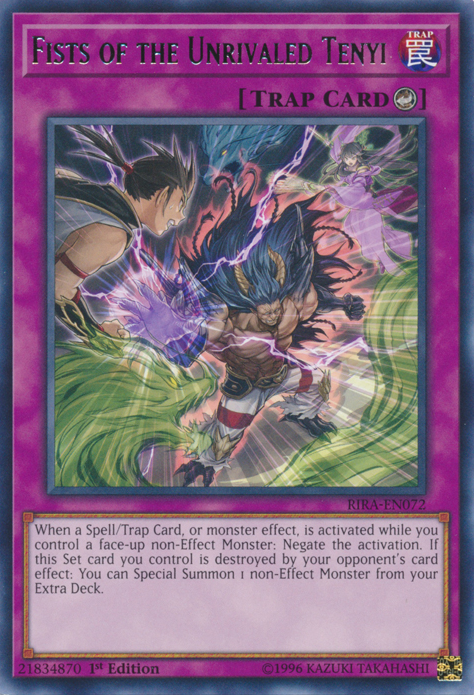 FISTS OF THE UNRIVALED TENYI
TRAP
罠
[TRAP CARD]
RIRA-EN072
When a Spell/Trap Card, or monster effect, is activated while you
control a face-up non-Effect Monster: Negate the activation. If
this Set card you control is destroyed by your opponent's card
effect: You can Special Summon 1 non-Effect Monster from your
Extra Deck.
21834870 1st Edition ©1996 KAZUKI TAKAHASHI